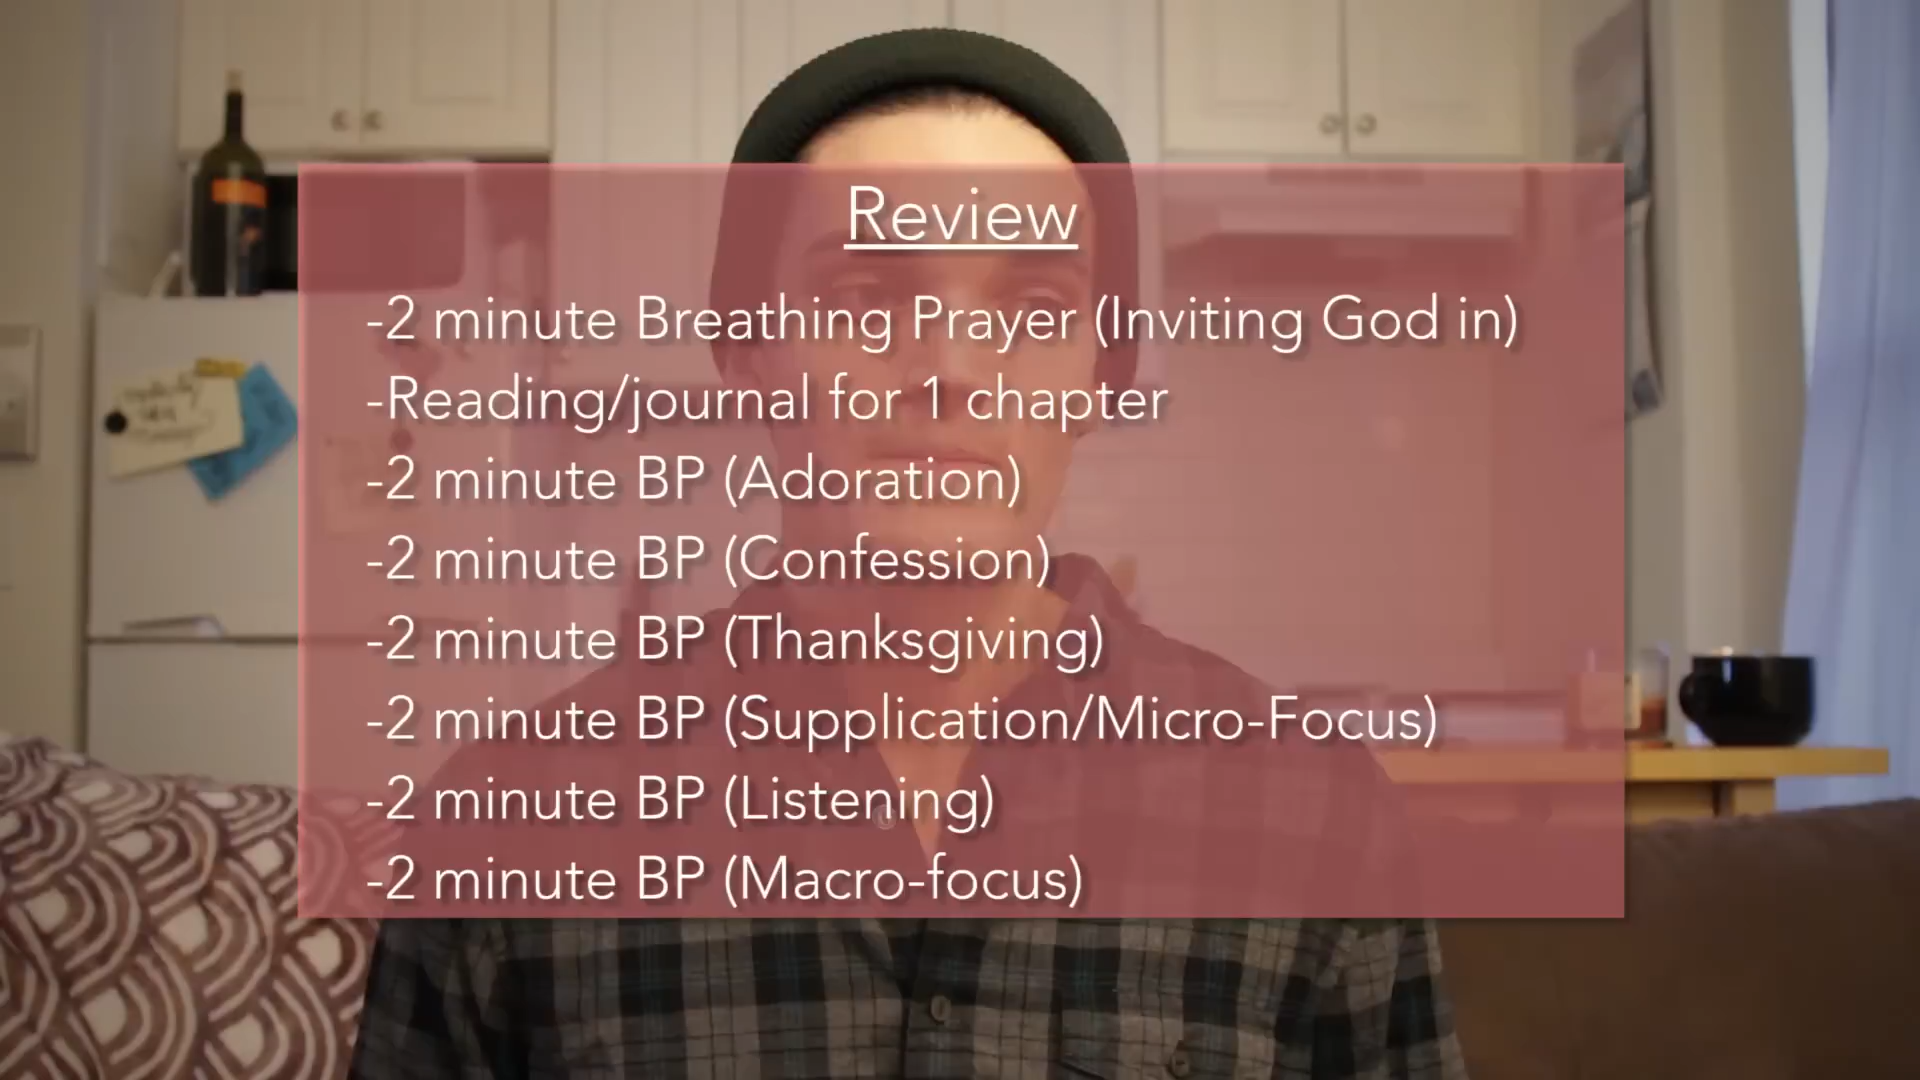 Review
-2 minute Breathing Prayer (Inviting God in)
-Reading/journal for 1 chapter
-2 minute BP (Adoration)
-2 minute BP (Confession)
-2 minute BP (Thanksgiving)
-2 minute BP (Supplication/Micro-Focus)
-2 minute BP (Listening)
-2 minute BP (Macro-focus)